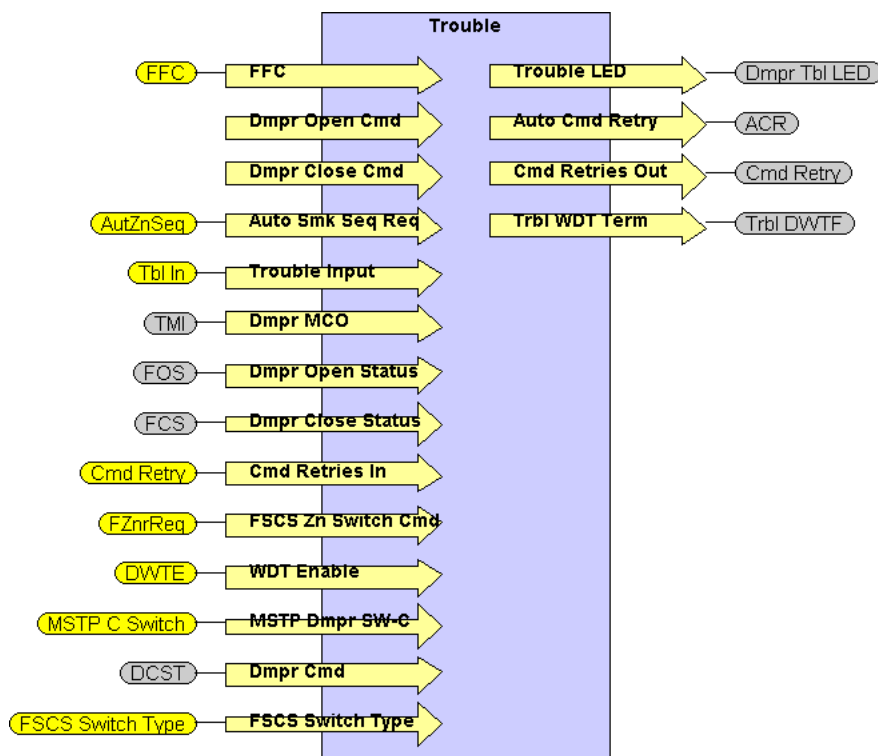 Trouble
FFC FFC Trouble LED Dmpr Tbl LED
Dmpr Open Cmd Auto Cmd Retry ACR
Dmpr Close Cmd Cmd Retries Out Cmd Retry
AutZnSeq Auto Smk Seq Req Trbl WDT Term Trbl DWTF
Tbl In Trouble Input
TMI Dmpr MCO
FOS Dmpr Open Status
FCS Dmpr Close Status
Cmd Retry Cmd Retries In
FZnrReq FSCS Zn Switch Cmd
DWTE WDT Enable
MSTP C Switch MSTP Dmpr SW-C
DCST Dmpr Cmd
FSCS Switch Type FSCS Switch Type